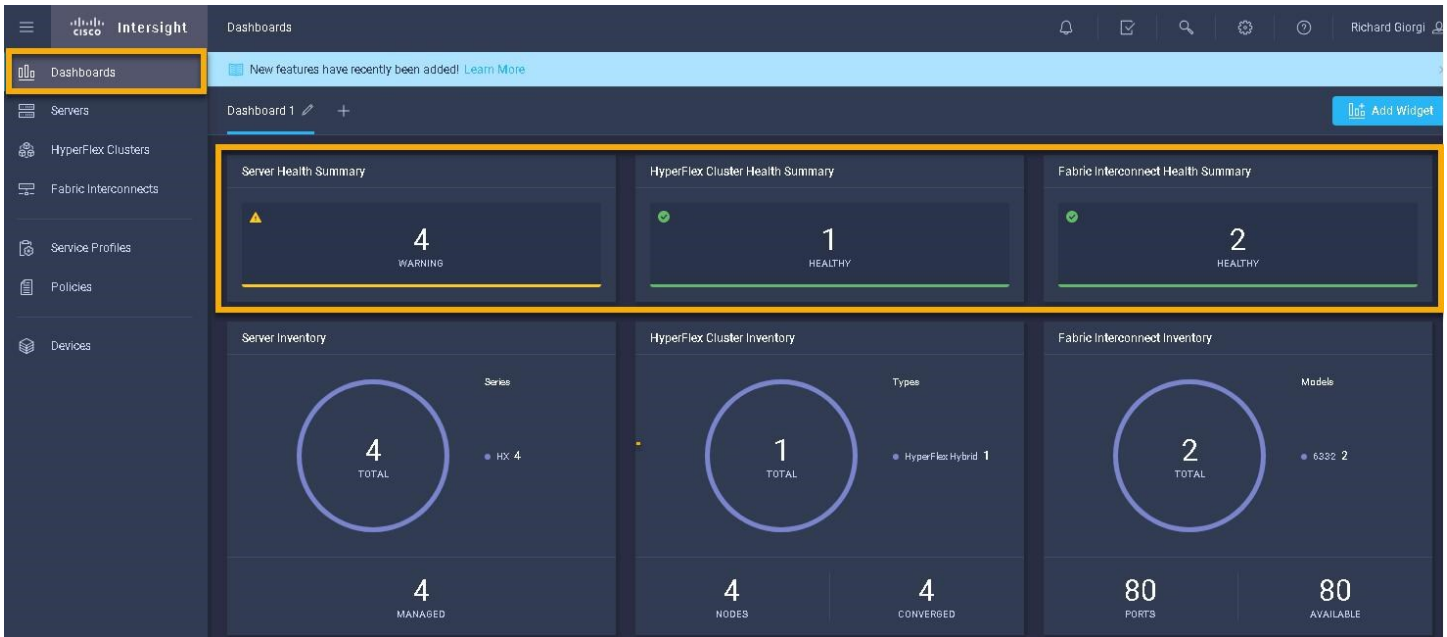 CISCO Intersight
Dashboards
Richard Giorgi
Dashboards
Servers
HyperFlex Clusters
Fabric Interconnects
Service Profiles
Policies
Devices
New features have recently been added! Learn More
Dashboard 1 +
Add Widget
Server Health Summary
4
WARNING
HyperFlex Cluster Health Summary
1
HEALTHY
Fabric Interconnect Health Summary
2
HEALTHY
Server Inventory
4
TOTAL
Series
HX 4
4
MANAGED
HyperFlex Cluster Inventory
1
TOTAL
Types
HyperFlex Hybrid 1
4
NODES
4
CONVERGED
Fabric Interconnect Inventory
2
TOTAL
Models
6332 2
80
PORTS
80
AVAILABLE